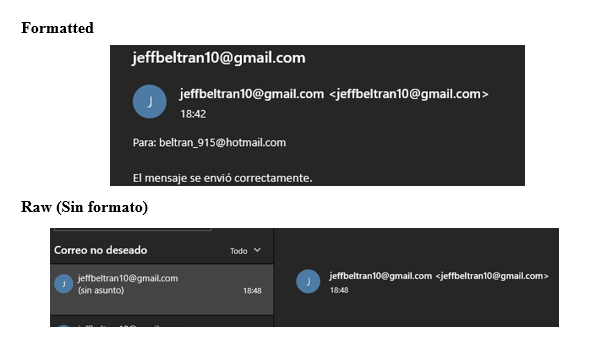 Formatted
jeffbeltran10@gmail.com
J
jeffbeltran10@gmail.com <jeffbeltran10@gmail.com>
18:42
Para: beltran_915@hotmail.com
El mensaje se envió correctamente.
Raw (Sin formato)
Correo no deseado
Todo
J
jeffbeltran10@gmail.com
(sin asunto)
18:48
J
jeffbeltran10@gmail.com <jeffbeltran10@gmail.com>
18:48